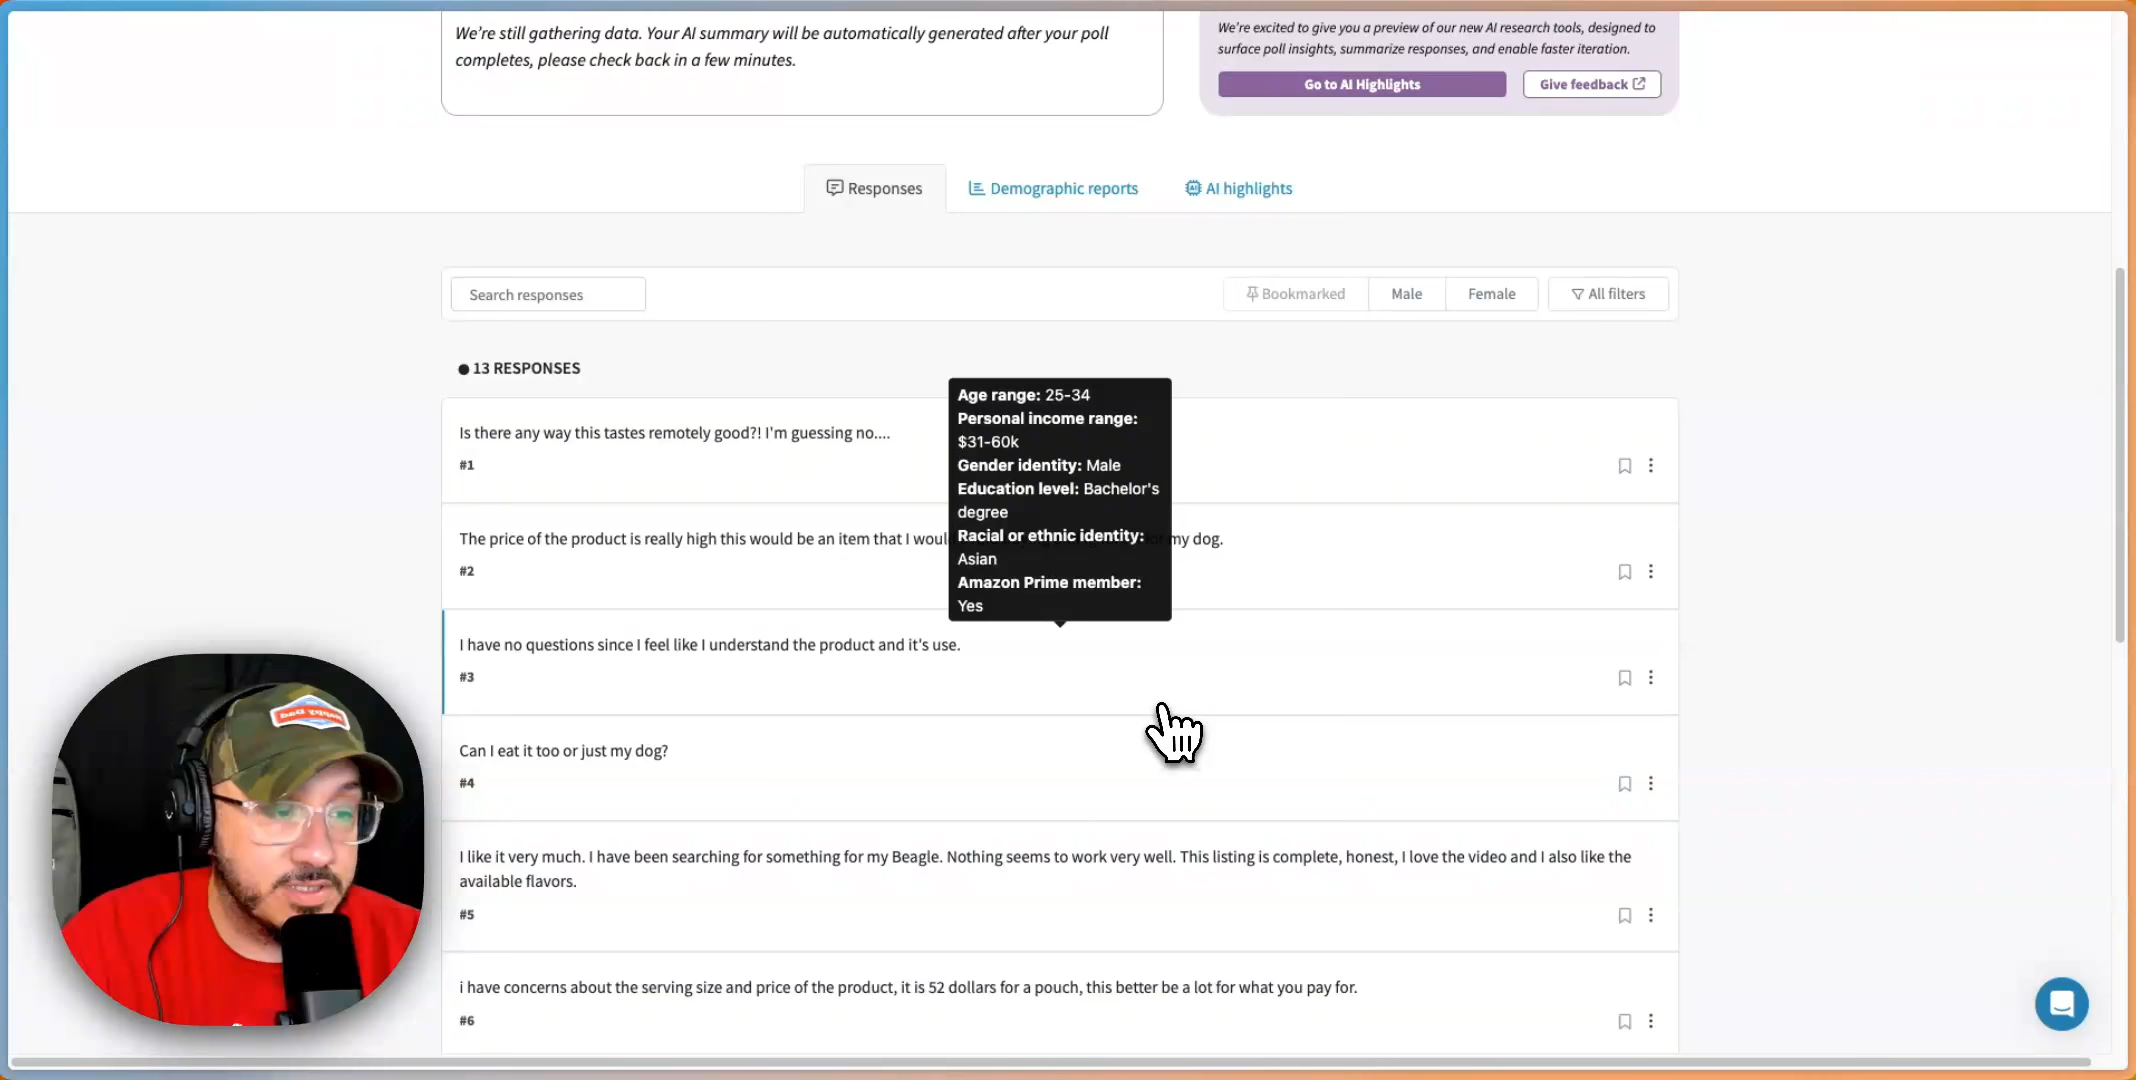 We're still gathering data. Your AI summary will be automatically generated after your poll
completes, please check back in a few minutes.
We're excited to give you a preview of our new AI research tools, designed to
surface poll insights, summarize responses, and enable faster iteration.
Go to AI Highlights
Give feedback
Responses
Demographic reports
AI highlights
Search responses
Bookmarked
Male
Female
All filters
13 RESPONSES
Age range: 25-34
Personal income range:
$31-60k
Gender identity: Male
Education level: Bachelor's
degree
Racial or ethnic identity:
Asian
Amazon Prime member:
Yes
Is there any way this tastes remotely good?! I'm guessing no....
#1
The price of the product is really high this would be an item that I my dog.
#2
I have no questions since I feel like I understand the product and it's use.
#3
Can I eat it too or just my dog?
#4
I like it very much. I have been searching for something for my Beagle. Nothing seems to work very well. This listing is complete, honest, I love the video and I also like the
available flavors.
#5
i have concerns about the serving size and price of the product, it is 52 dollars for a pouch, this better be a lot for what you pay for.
#6